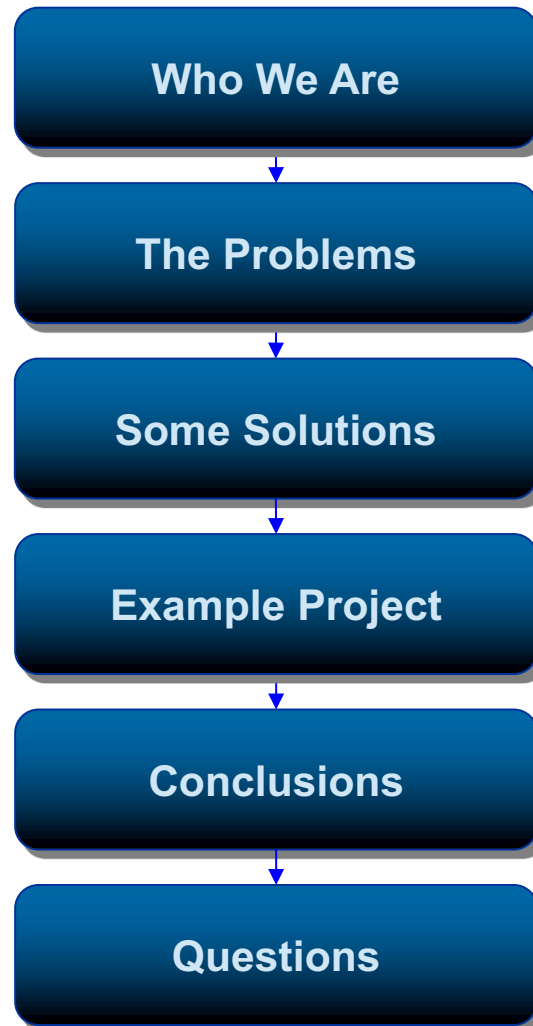 Who We Are
The Problems
Some Solutions
Example Project
Conclusions
Questions